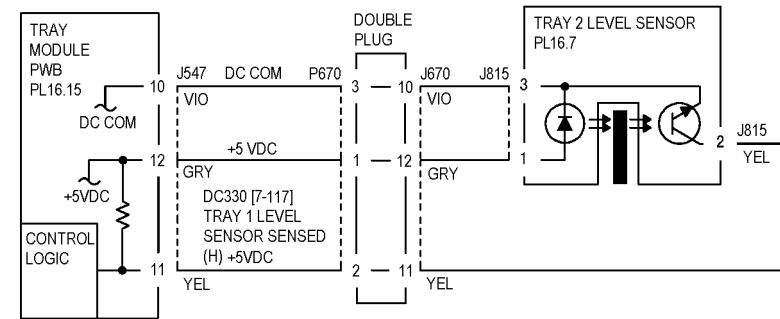 TRAY
MODULE
PWB
PL16.15
DOUBLE
PLUG
TRAY 2 LEVEL SENSOR
PL16.7
10
J547
DC COM
P670
3
10
J670
J815
3
VIO
VIO
DC COM
2
J815
YEL
12
+5 VDC
1
12
1
GRY
GRY
+5VDC
DC330 [7-117]
TRAY 1 LEVEL
SENSOR SENSED
(H) +5VDC
CONTROL
LOGIC
11
2
11
YEL
YEL